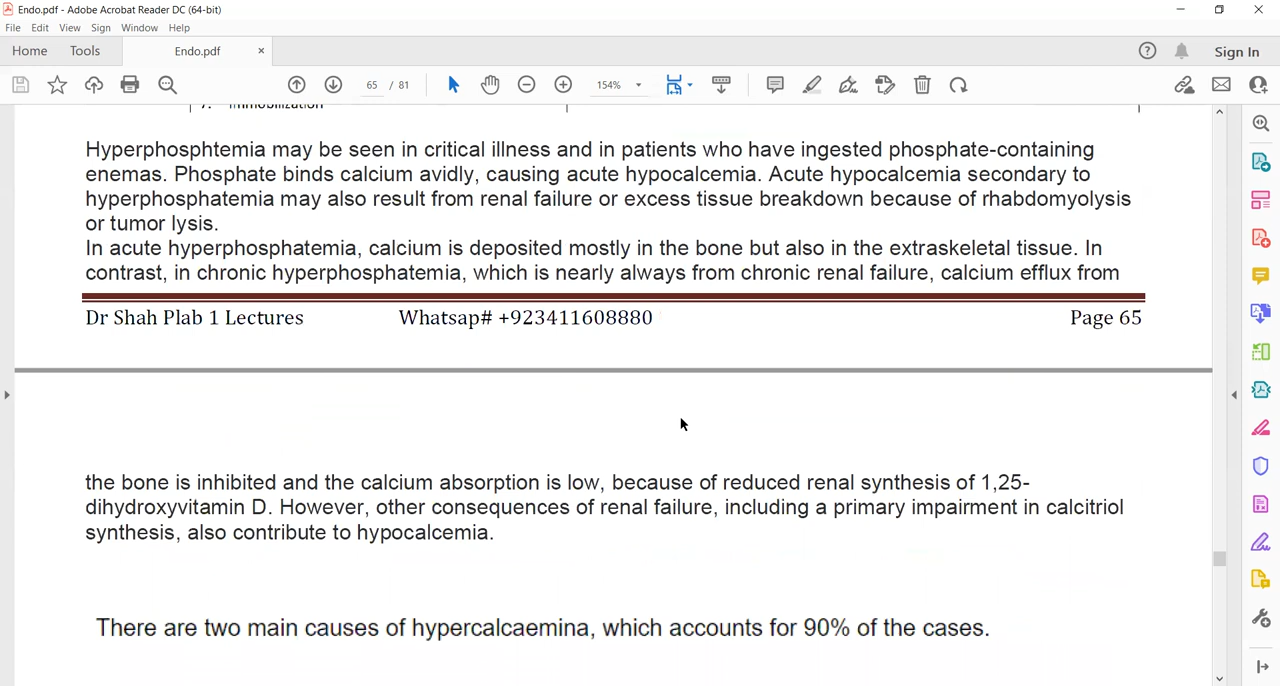 Endo.pdf - Adobe Acrobat Reader DC (64-bit)
File Edit View Sign Window Help
Home Tools Endo.pdf × Sign In
65 / 81 154%
7. Immobilization
Hyperphosphtemia may be seen in critical illness and in patients who have ingested phosphate-containing
enemas. Phosphate binds calcium avidly, causing acute hypocalcemia. Acute hypocalcemia secondary to
hyperphosphatemia may also result from renal failure or excess tissue breakdown because of rhabdomyolysis
or tumor lysis.
In acute hyperphosphatemia, calcium is deposited mostly in the bone but also in the extraskeletal tissue. In
contrast, in chronic hyperphosphatemia, which is nearly always from chronic renal failure, calcium efflux from
Dr Shah Plab 1 Lectures Whatsap# +923411608880 Page 65
the bone is inhibited and the calcium absorption is low, because of reduced renal synthesis of 1,25-
dihydroxyvitamin D. However, other consequences of renal failure, including a primary impairment in calcitriol
synthesis, also contribute to hypocalcemia.
There are two main causes of hypercalcaemina, which accounts for 90% of the cases.